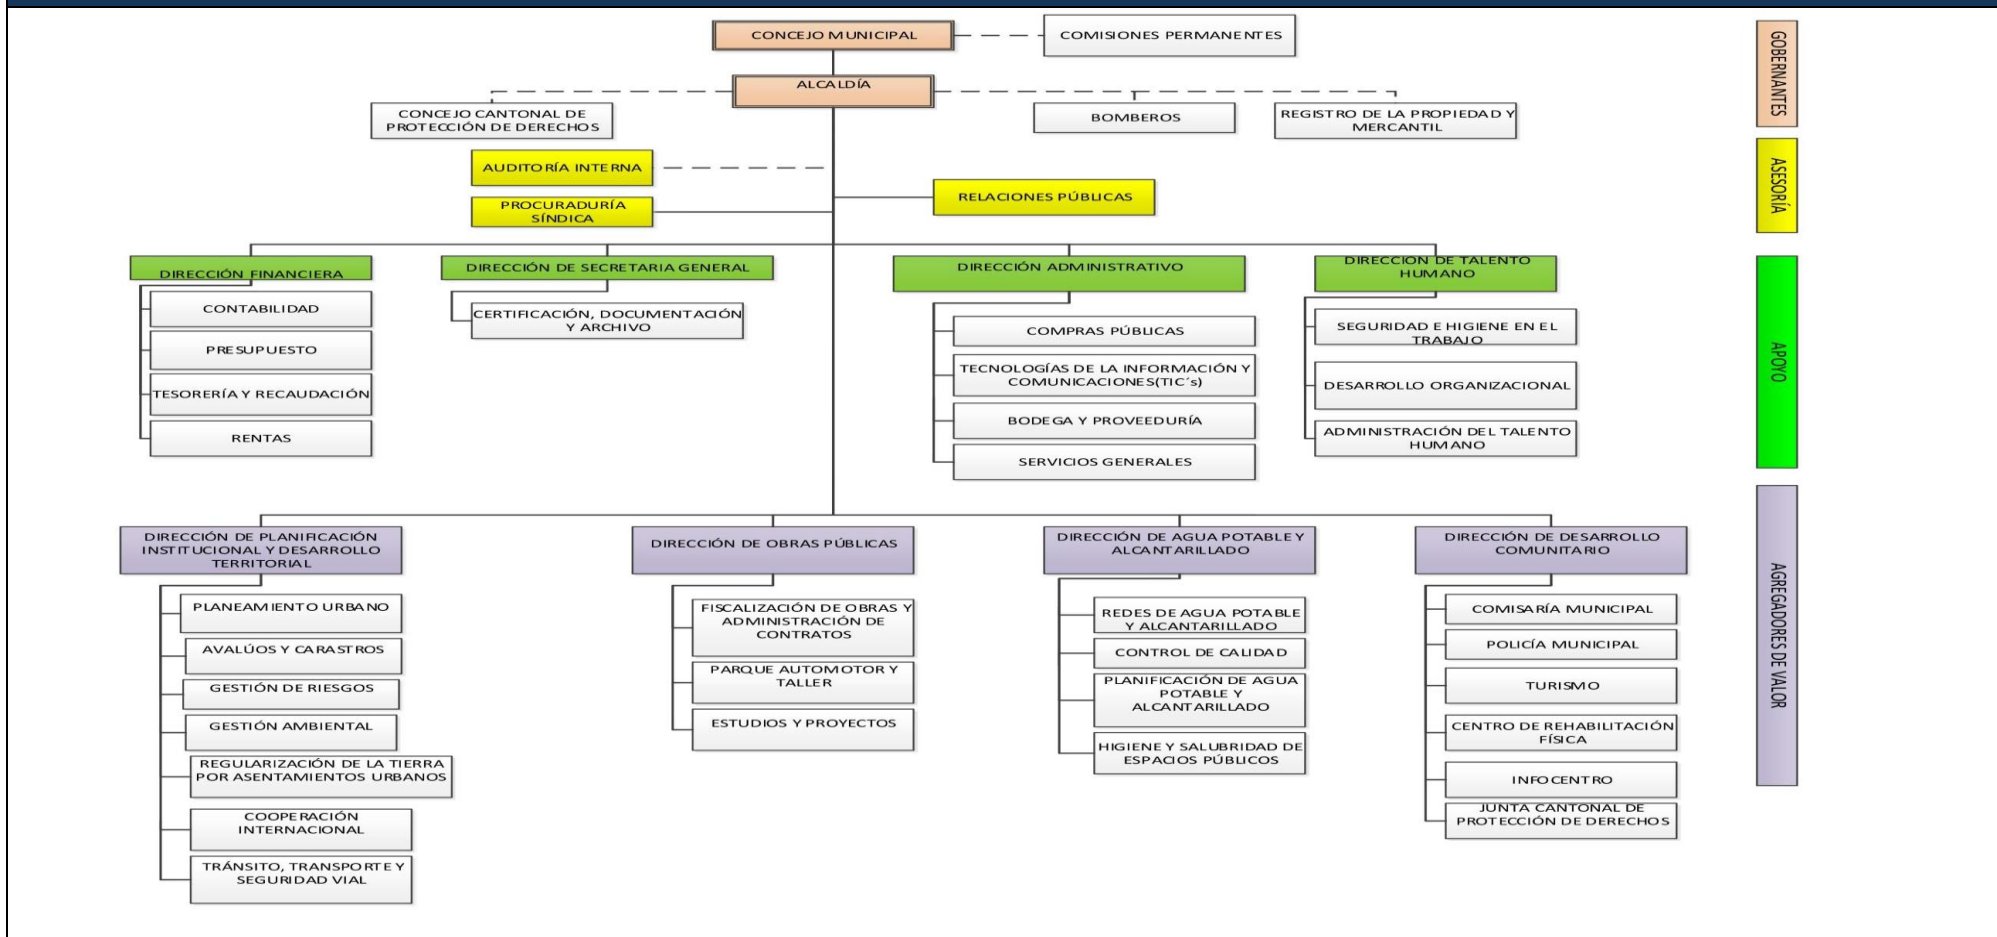 CONCEJO MUNICIPAL
COMISIONES PERMANENTES
GOBERNANTES
ALCALDÍA
CONCEJO CANTONAL DE
PROTECCIÓN DE DERECHOS
BOMBEROS
REGISTRO DE LA PROPIEDAD Y
MERCANTIL
AUDITORÍA INTERNA
PROCURADURÍA
SÍNDICA
RELACIONES PÚBLICAS
ASESORÍA
DIRECCIÓN FINANCIERA
CONTABILIDAD
PRESUPUESTO
TESORERÍA Y RECAUDACIÓN
RENTAS
DIRECCIÓN DE SECRETARIA GENERAL
CERTIFICACIÓN, DOCUMENTACIÓN
Y ARCHIVO
DIRECCIÓN ADMINISTRATIVO
COMPRAS PÚBLICAS
TECNOLOGÍAS DE LA INFORMACIÓN Y
COMUNICACIONES(TIC´s)
BODEGA Y PROVEEDURÍA
SERVICIOS GENERALES
DIRECCION DE TALENTO
HUMANO
SEGURIDAD E HIGIENE EN EL
TRABAJO
DESARROLLO ORGANIZACIONAL
ADMINISTRACIÓN DEL TALENTO
HUMANO
APOYO
DIRECCIÓN DE PLANIFICACIÓN
INSTITUCIONAL Y DESARROLLO
TERRITORIAL
PLANEAMIENTO URBANO
AVALÚOS Y CARASTROS
GESTIÓN DE RIESGOS
GESTIÓN AMBIENTAL
REGULARIZACIÓN DE LA TIERRA
POR ASENTAMIENTOS URBANOS
COOPERACIÓN
INTERNACIONAL
TRÁNSITO, TRANSPORTE Y
SEGURIDAD VIAL
DIRECCIÓN DE OBRAS PÚBLICAS
FISCALIZACIÓN DE OBRAS Y
ADMINISTRACIÓN DE
CONTRATOS
PARQUE AUTOMOTOR Y
TALLER
ESTUDIOS Y PROYECTOS
DIRECCIÓN DE AGUA POTABLE Y
ALCANTARILLADO
REDES DE AGUA POTABLE
Y ALCANTARILLADO
CONTROL DE CALIDAD
PLANIFICACIÓN DE AGUA
POTABLE Y
ALCANTARILLADO
HIGIENE Y SALUBRIDAD DE
ESPACIOS PÚBLICOS
DIRECCIÓN DE DESARROLLO
COMUNITARIO
COMISARÍA MUNICIPAL
POLICÍA MUNICIPAL
TURISMO
CENTRO DE REHABILITACIÓN
FÍSICA
INFOCENTRO
JUNTA CANTONAL DE
PROTECCIÓN DE DERECHOS
AGREGADORES DE VALOR